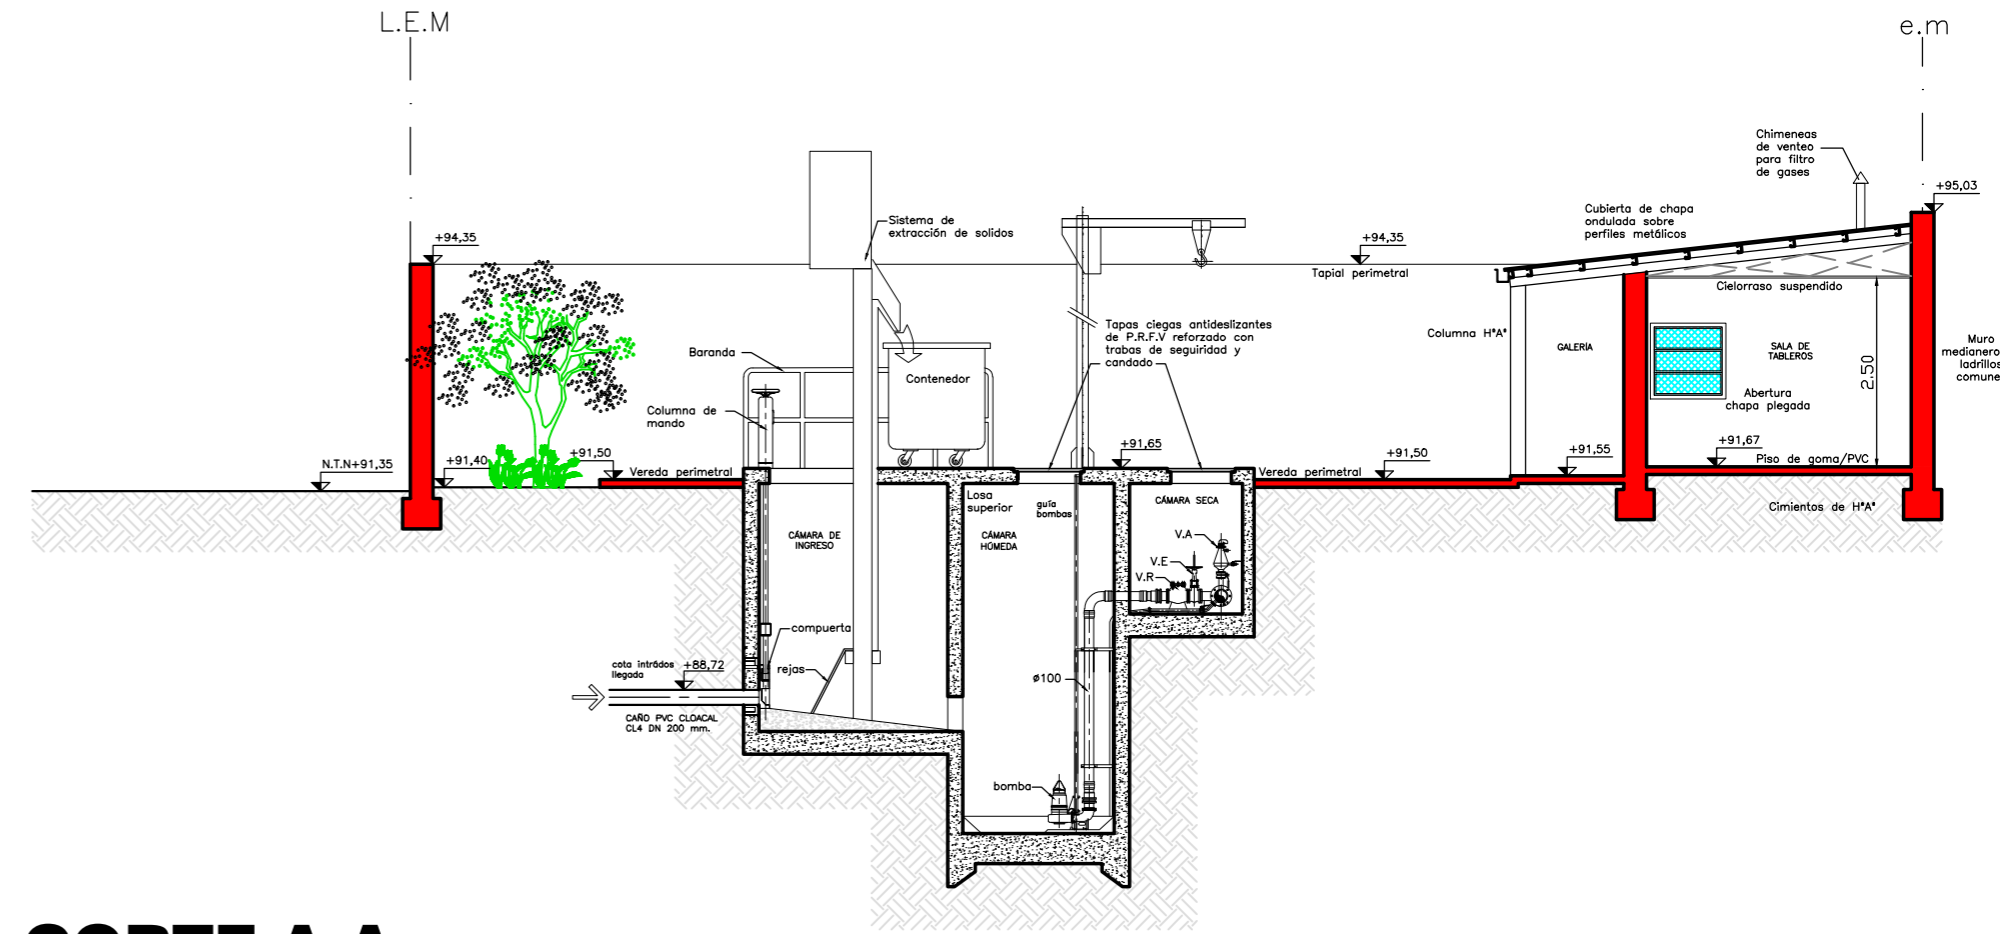 L.E.M
e.m
Chimeneas
de venteo
para filtro
de gases
+95,03
Sistema de
extracción de solidos
Cubierta de chapa
ondulada sobre
perfiles metálicos
+94,35
+94,35
Tapial perimetral
Cielorraso suspendido
Tapas ciegas antideslizantes
de P.R.F.V reforzado con
trabas de seguiridad y
candado
Columna H°A°
GALERÍA
SALA DE
TABLEROS
Muro
medianero
ladrillos
comune
2.50
Baranda
Contenedor
Columna de
mando
Abertura
chapa plegada
N.T.N+91,35
+91,40
+91,50
Vereda perimetral
+91,65
Vereda perimetral
+91,50
+91,55
+91,67
Piso de goma/PVC
Losa
superior
guía
bombas
CÁMARA SECA
Cimientos de H°A°
CÁMARA DE
INGRESO
CÁMARA
HÚMEDA
V.A
V.E
V.R
compuerta
cota intrádos
llegada
+88,72
rejas
ø100
CAÑO PVC CLOACAL
CL4 DN 200 mm.
bomba
CORTE A-A